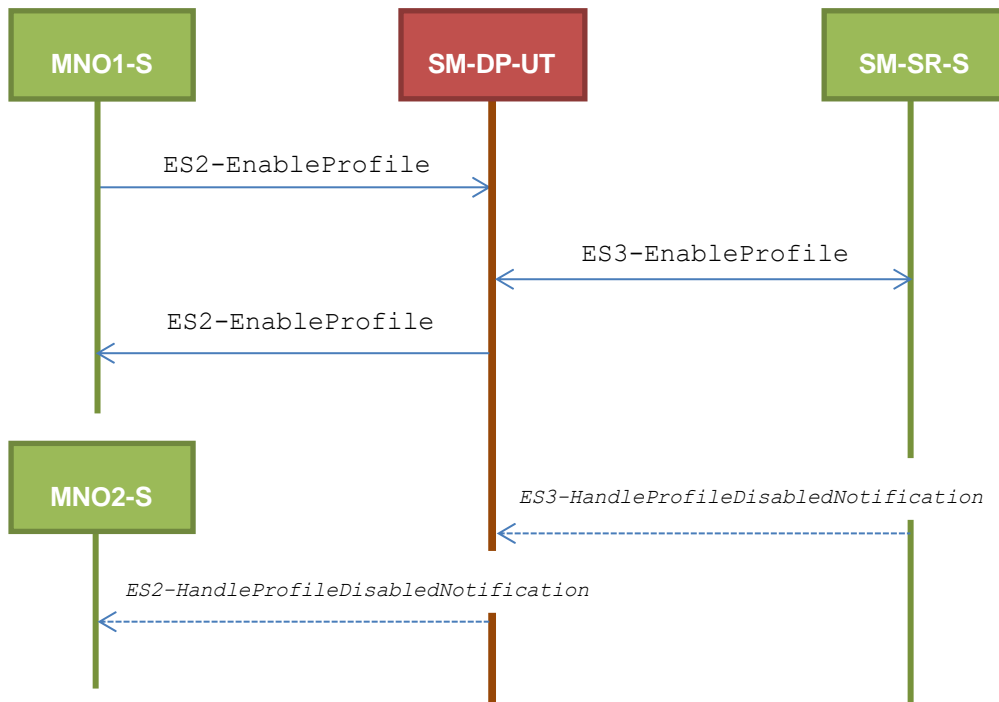 MNO1-S
SM-DP-UT
SM-SR-S
ES2-EnableProfile
ES3-EnableProfile
ES2-EnableProfile
MNO2-S
ES3-HandleProfileDisabledNotification
ES2-HandleProfileDisabledNotification